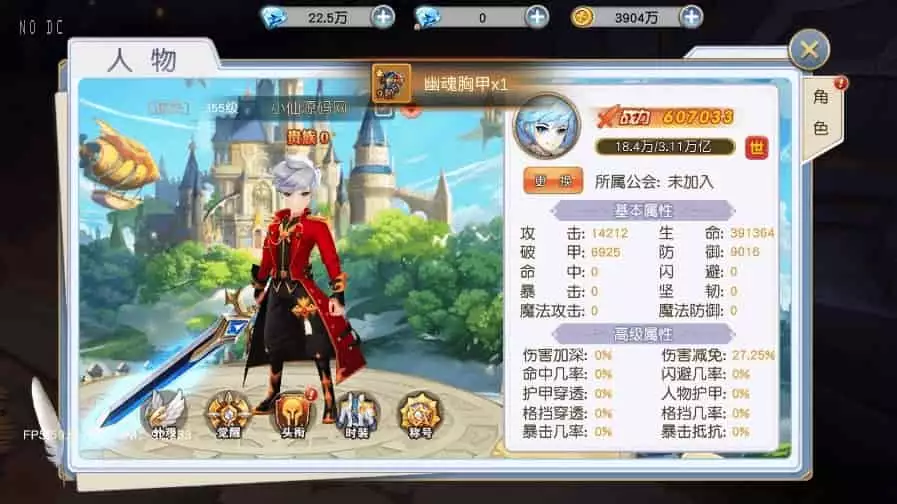 NO DC
22.5万
0
3904万
人 物
幽魂胸甲x1
355级 小仙源码网
贵族0
战力 607033
18.4万/3.11万亿 世
更 换 所属公会: 未加入
角色
基本属性
攻 击: 14212 生 命: 391364
破 甲: 6925 防 御: 9016
命 中: 0 闪 避: 0
暴 击: 0 坚 韧: 0
魔法攻击: 0 魔法防御: 0
高级属性
伤害加深: 0% 伤害减免: 27.25%
命中几率: 0% 闪避几率: 0%
护甲穿透: 0% 人物护甲: 0%
格挡穿透: 0% 格挡几率: 0%
暴击几率: 0% 暴击抵抗: 0%
觉醒 头衔 时装 称号